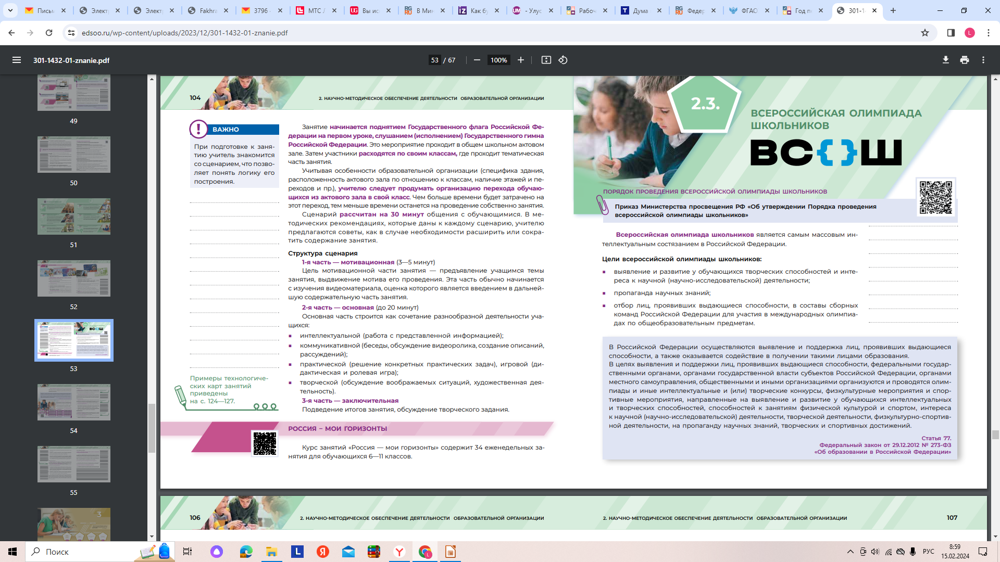 Письм
Электр
Электр
Fakhra
3796
МТС Л
Вы ис
В Мин
Как бу
- Улус
Рабоч
Дума
Федер
ФГАО
Год п
301-1
edsoo.ru/wp-content/uploads/2023/12/301-1432-01-znanie.pdf
L
301-1432-01-znanie.pdf
53 / 67
100%
49
50
51
52
53
54
55
104
2. НАУЧНО-МЕТОДИЧЕСКОЕ ОБЕСПЕЧЕНИЕ ДЕЯТЕЛЬНОСТИ ОБРАЗОВАТЕЛЬНОЙ ОРГАНИЗАЦИИ
! ВАЖНО
При подготовке к заня-
тию учитель знакомится
со сценарием, что позво-
ляет понять логику его
построения.
Примеры технологиче-
ских карт занятий
приведены
на с. 124—127.
Занятие начинается поднятием Государственного флага Российской Фе-
дерации на первом уроке, слушанием (исполнением) Государственного гимна
Российской Федерации. Это мероприятие проходит в общем школьном актовом
зале. Затем участники расходятся по своим классам, где проходит тематическая
часть занятия.
Учитывая особенности образовательной организации (специфика здания,
расположенность актового зала по отношению к классам, наличие этажей и пе-
реходов и пр.), учителю следует продумать организацию перехода обучаю-
щихся из актового зала в свой класс. Чем больше времени будет затрачено на
этот переход, тем меньше времени останется на проведение собственно занятия.
Сценарий рассчитан на 30 минут общения с обучающимися. В ме-
тодических рекомендациях, которые даны к каждому сценарию, учителю
предлагаются советы, как в случае необходимости расширить или сокра-
тить содержание занятия.
Структура сценария
1-я часть — мотивационная (3—5 минут)
Цель мотивационной части занятия — предъявление учащимся темы
занятия, выдвижение мотива его проведения. Эта часть обычно начинается
с изучения видеоматериала, оценка которого является введением в дальней-
шую содержательную часть занятия.
2-я часть — основная (до 20 минут)
Основная часть строится как сочетание разнообразной деятельности уча-
щихся:
▪ интеллектуальной (работа с представленной информацией);
▪ коммуникативной (беседы, обсуждение видеоролика, создание описаний,
рассуждений);
▪ практической (решение конкретных практических задач), игровой (ди-
дактическая и ролевая игра);
▪ творческой (обсуждение воображаемых ситуаций, художественная дея-
тельность).
3-я часть — заключительная
Подведение итогов занятия, обсуждение творческого задания.
РОССИЯ – МОИ ГОРИЗОНТЫ
Курс занятий «Россия — мои горизонты» содержит 34 еженедельных за-
нятия для обучающихся 6—11 классов.
2.3.
ВСЕРОССИЙСКАЯ ОЛИМПИАДА
ШКОЛЬНИКОВ
ВС{ }Ш
ПОРЯДОК ПРОВЕДЕНИЯ ВСЕРОССИЙСКОЙ ОЛИМПИАДЫ ШКОЛЬНИКОВ
Приказ Министерства просвещения РФ «Об утверждении Порядка проведения
всероссийской олимпиады школьников»
Всероссийская олимпиада школьников является самым массовым ин-
теллектуальным состязанием в Российской Федерации.
Цели всероссийской олимпиады школьников:
▪ выявление и развитие у обучающихся творческих способностей и инте-
реса к научной (научно-исследовательской) деятельности;
▪ пропаганда научных знаний;
▪ отбор лиц, проявивших выдающиеся способности, в составы сборных
команд Российской Федерации для участия в международных олимпиа-
дах по общеобразовательным предметам.
В Российской Федерации осуществляются выявление и поддержка лиц, проявивших выдающиеся
способности, а также оказывается содействие в получении такими лицами образования.
В целях выявления и поддержки лиц, проявивших выдающиеся способности, федеральными государ-
ственными органами, органами государственной власти субъектов Российской Федерации, органами
местного самоуправления, общественными и иными организациями организуются и проводятся олим-
пиады и иные интеллектуальные и (или) творческие конкурсы, физкультурные мероприятия и спор-
тивные мероприятия, направленные на выявление и развитие у обучающихся интеллектуальных
и творческих способностей, способностей к занятиям физической культурой и спортом, интереса
к научной (научно-исследовательской) деятельности, творческой деятельности, физкультурно-спортив-
ной деятельности, на пропаганду научных знаний, творческих и спортивных достижений.
Статья 77.
Федеральный закон от 29.12.2012 № 273-ФЗ
«Об образовании в Российской Федерации»
106
2. НАУЧНО-МЕТОДИЧЕСКОЕ ОБЕСПЕЧЕНИЕ ДЕЯТЕЛЬНОСТИ ОБРАЗОВАТЕЛЬНОЙ ОРГАНИЗАЦИИ
2. НАУЧНО-МЕТОДИЧЕСКОЕ ОБЕСПЕЧЕНИЕ ДЕЯТЕЛЬНОСТИ ОБРАЗОВАТЕЛЬНОЙ ОРГАНИЗАЦИИ
107
Поиск
РУС
8:59
15.02.2024